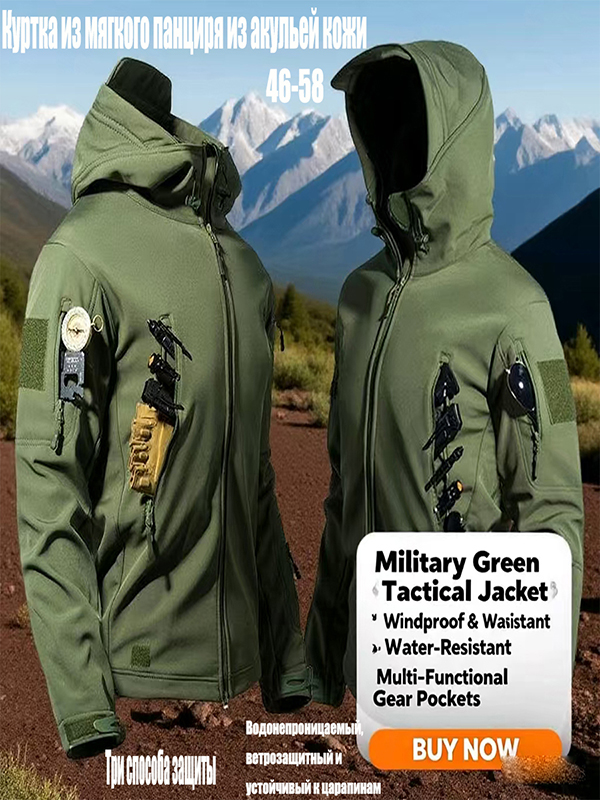 Куртка из мягкого панциря из акульей кожи
46-58
Military Green
Tactical Jacket
Windproof & Wasistant
Water-Resistant
Multi-Functional
Gear Pockets
BUY NOW
Водонепроницаемый,
ветрозащитный и
устойчивый к царапинам
Три способа защиты